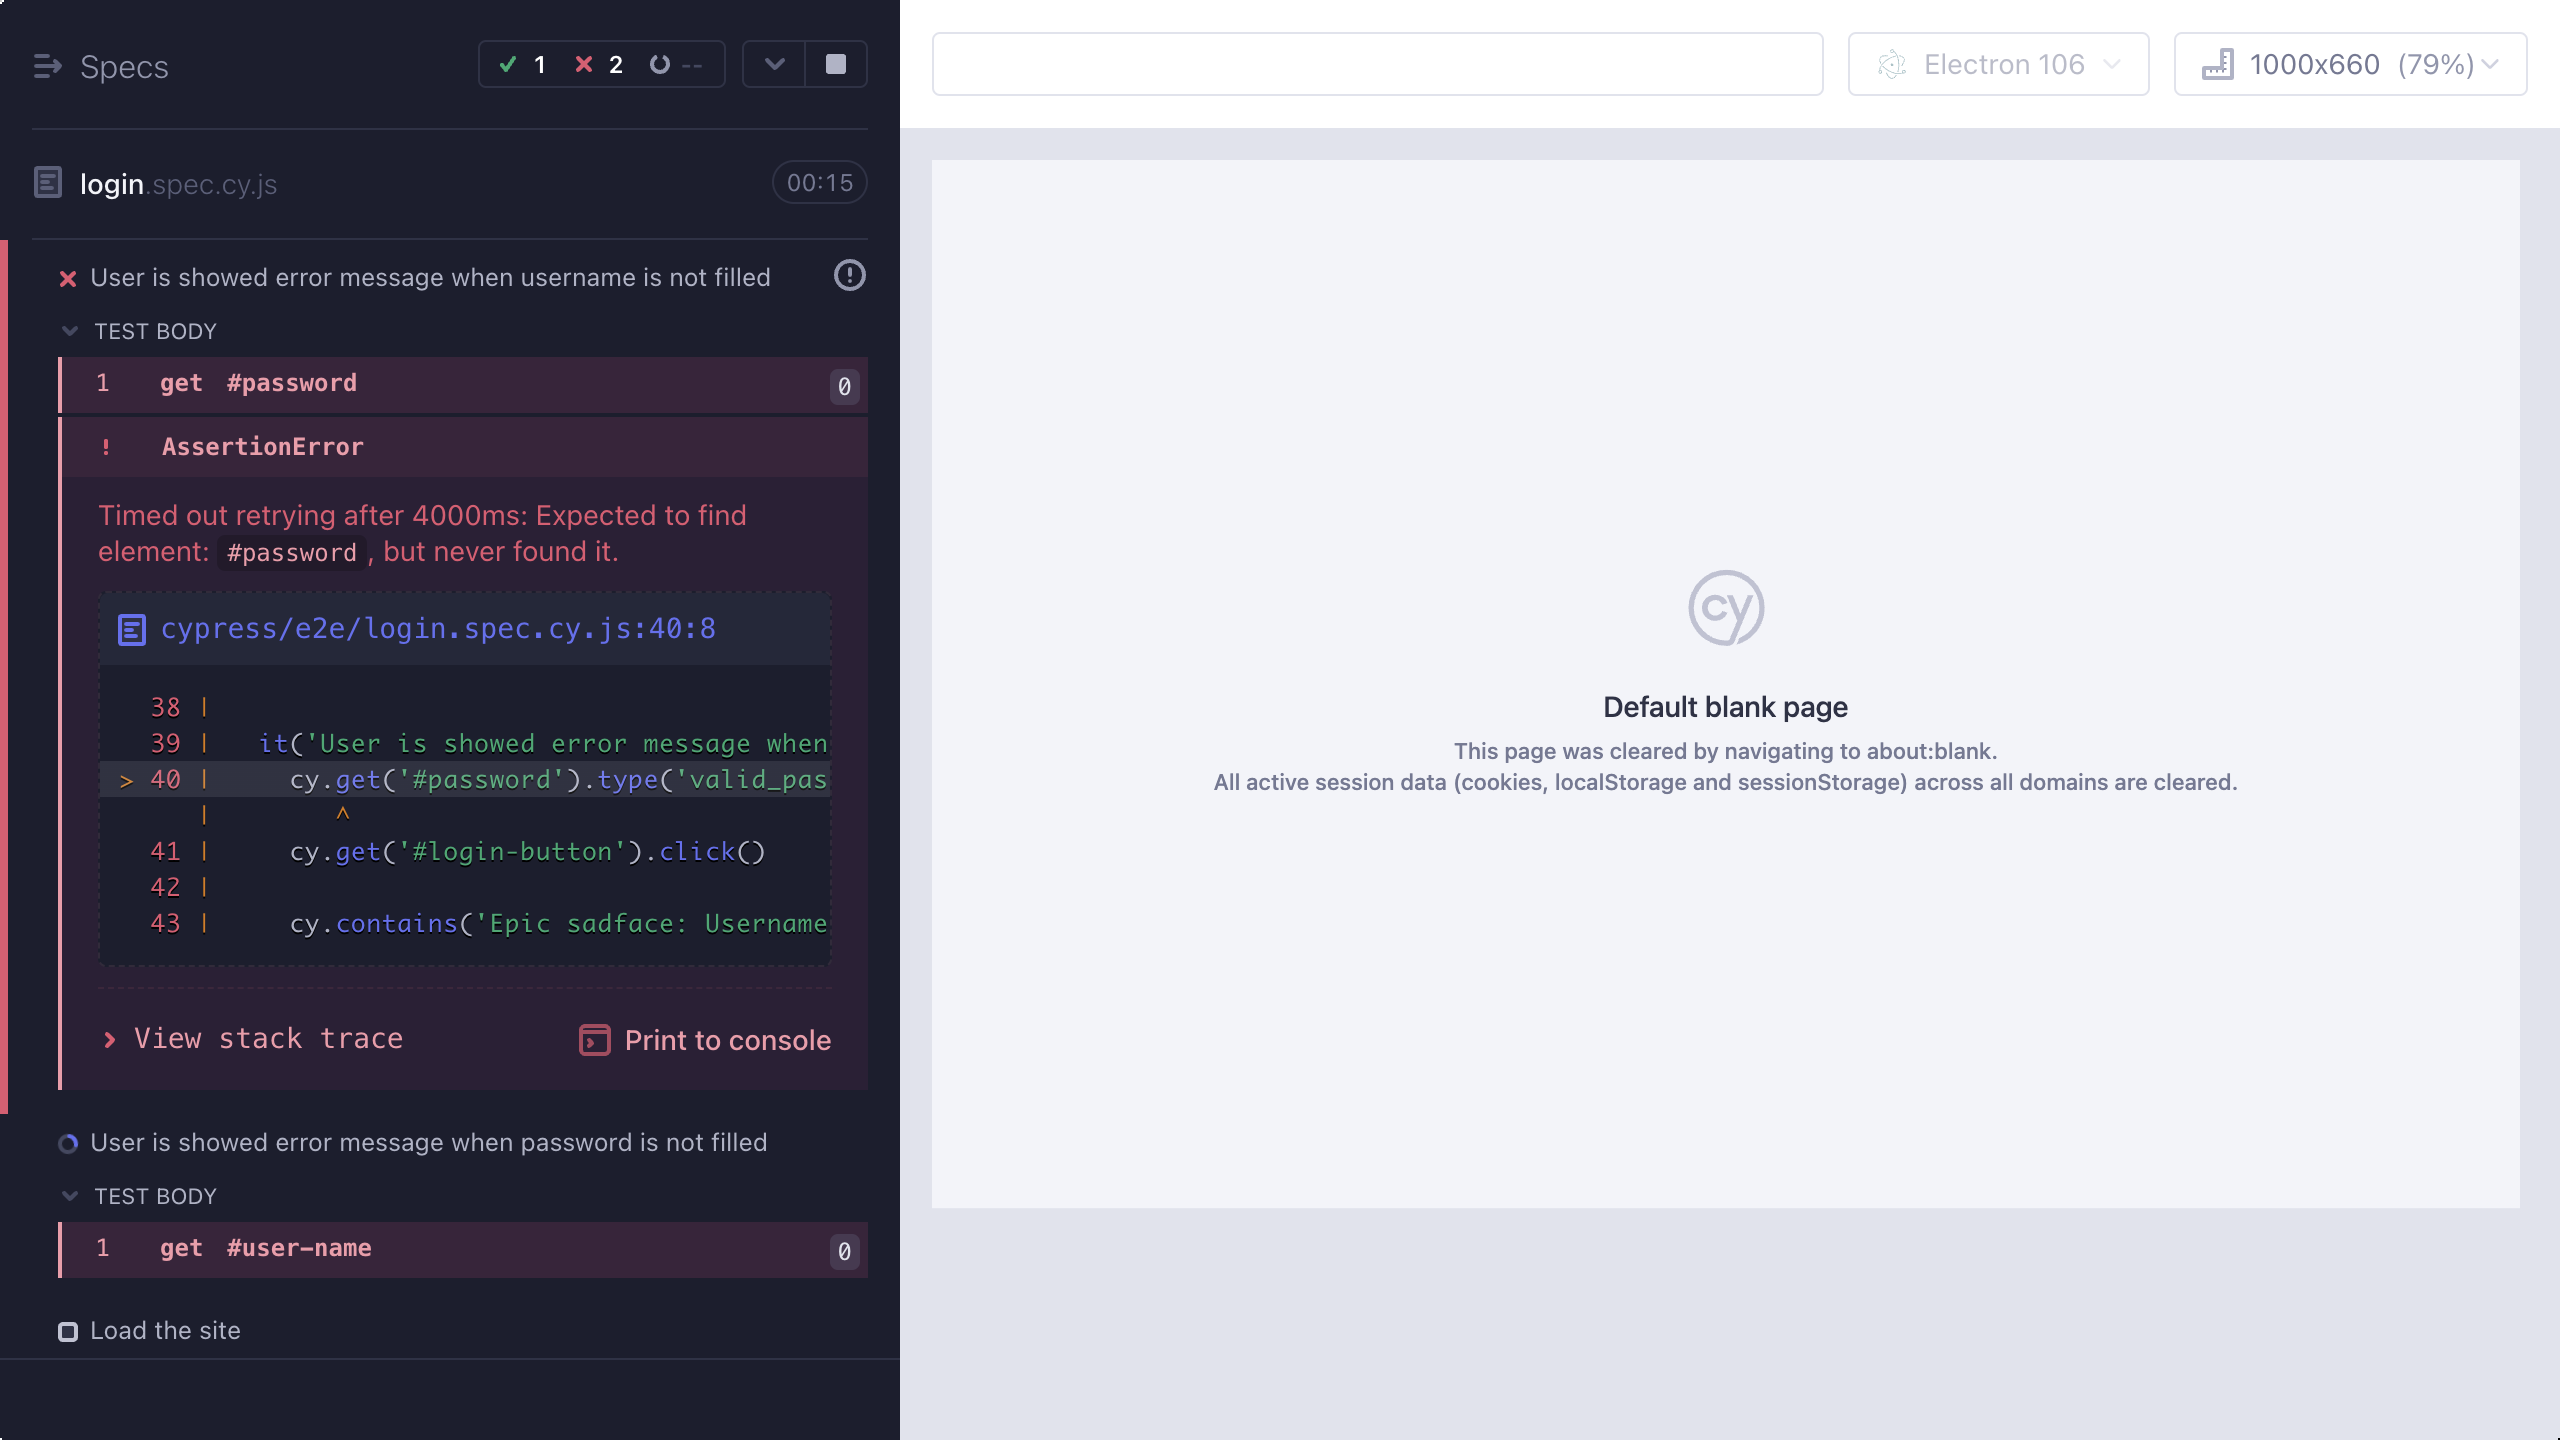 Specs
1 2 --
login.spec.cy.js
00:15
User is showed error message when username is not filled
TEST BODY
1 get #password 0
! AssertionError
Timed out retrying after 4000ms: Expected to find
element: #password, but never found it.
cypress/e2e/login.spec.cy.js:40:8
38 |
39 | it('User is showed error message when
> 40 | cy.get('#password').type('valid_pas
| ^
41 | cy.get('#login-button').click()
42 |
43 | cy.contains('Epic sadface: Username
View stack trace
Print to console
User is showed error message when password is not filled
TEST BODY
1 get #user-name 0
Load the site
Electron 106
1000x660 (79%)
cy
Default blank page
This page was cleared by navigating to about:blank.
All active session data (cookies, localStorage and sessionStorage) across all domains are cleared.